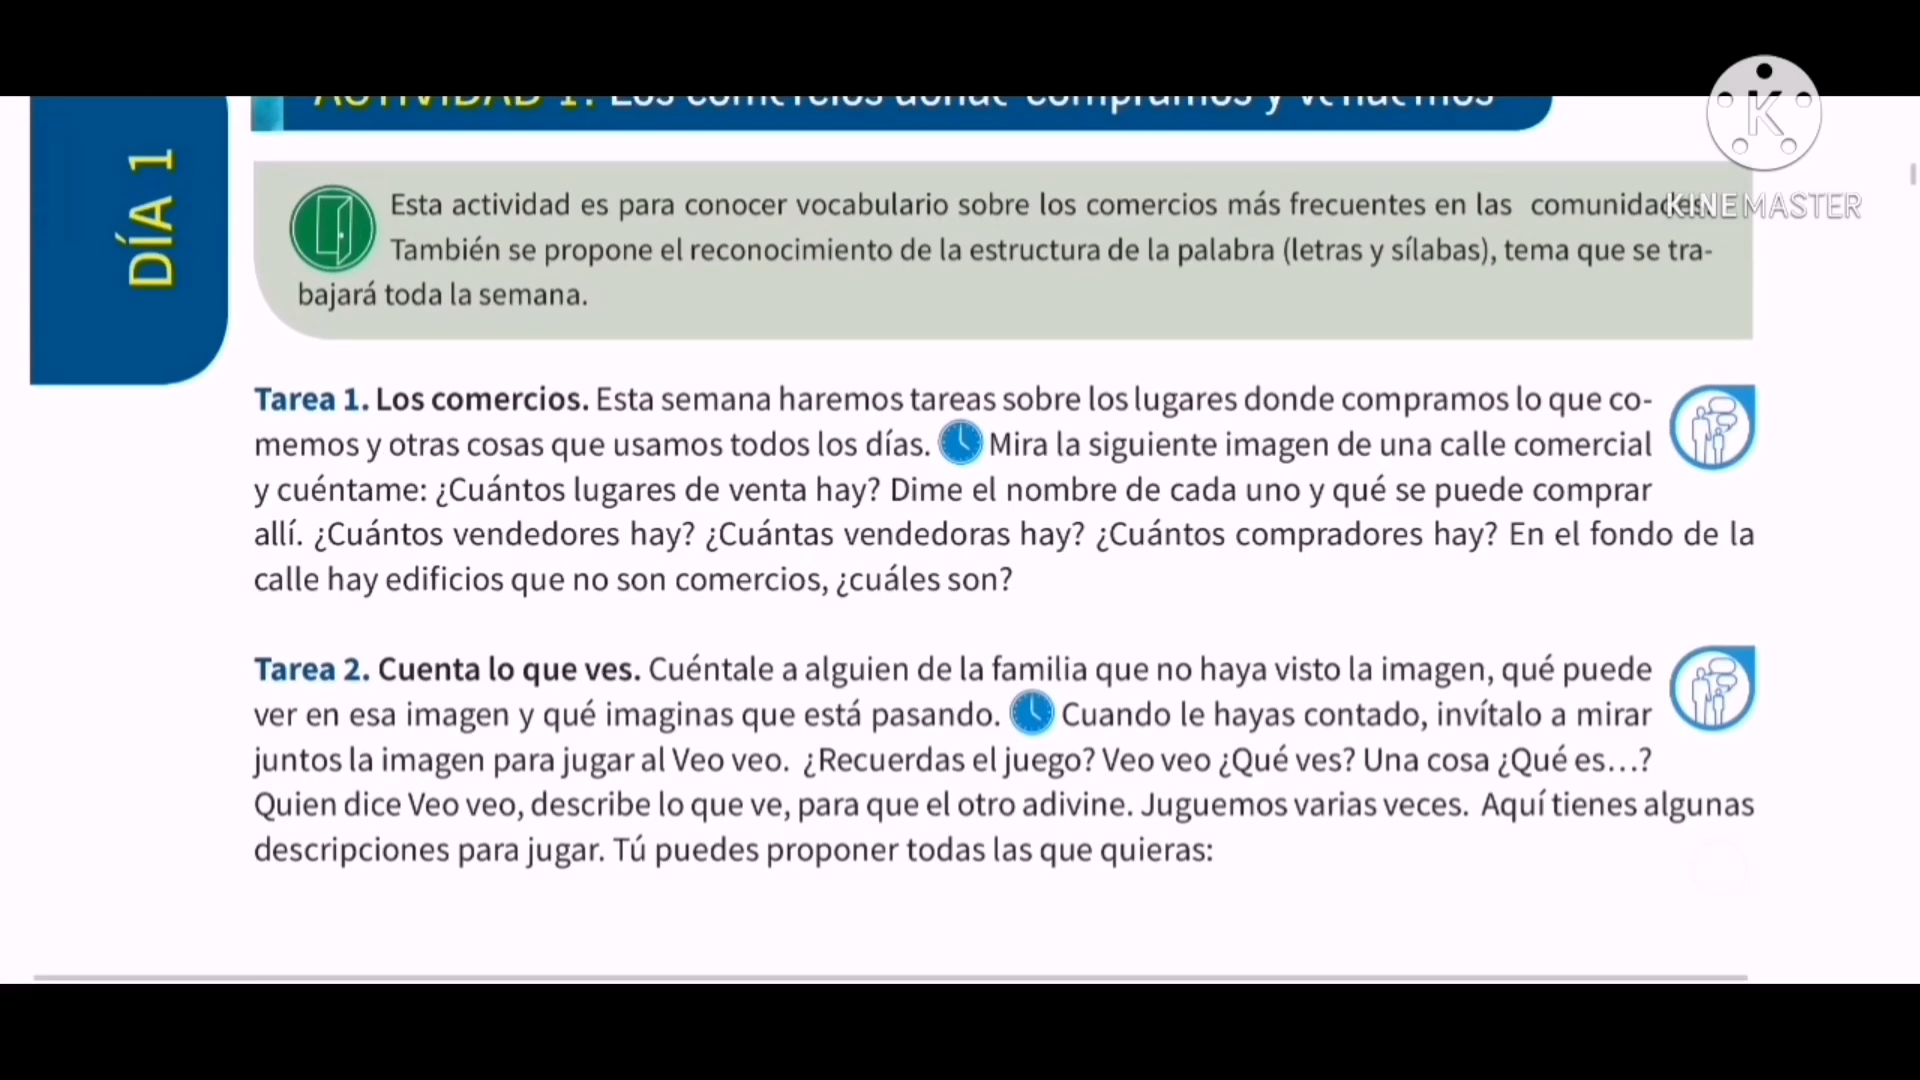 DÍA 1
ACTIVIDAD 1. Los comercios donde compramos y vendemos
Esta actividad es para conocer vocabulario sobre los comercios más frecuentes en las comunidades.
También se propone el reconocimiento de la estructura de la palabra (letras y sílabas), tema que se tra-
bajará toda la semana.
Tarea 1. Los comercios. Esta semana haremos tareas sobre los lugares donde compramos lo que co-
memos y otras cosas que usamos todos los días. Mira la siguiente imagen de una calle comercial
y cuéntame: ¿Cuántos lugares de venta hay? Dime el nombre de cada uno y qué se puede comprar
allí. ¿Cuántos vendedores hay? ¿Cuántas vendedoras hay? ¿Cuántos compradores hay? En el fondo de la
calle hay edificios que no son comercios, ¿cuáles son?
Tarea 2. Cuenta lo que ves. Cuéntale a alguien de la familia que no haya visto la imagen, qué puede
ver en esa imagen y qué imaginas que está pasando. Cuando le hayas contado, invítalo a mirar
juntos la imagen para jugar al Veo veo. ¿Recuerdas el juego? Veo veo ¿Qué ves? Una cosa ¿Qué es...?
Quien dice Veo veo, describe lo que ve, para que el otro adivine. Juguemos varias veces. Aquí tienes algunas
descripciones para jugar. Tú puedes proponer todas las que quieras:
K
KINEMASTER